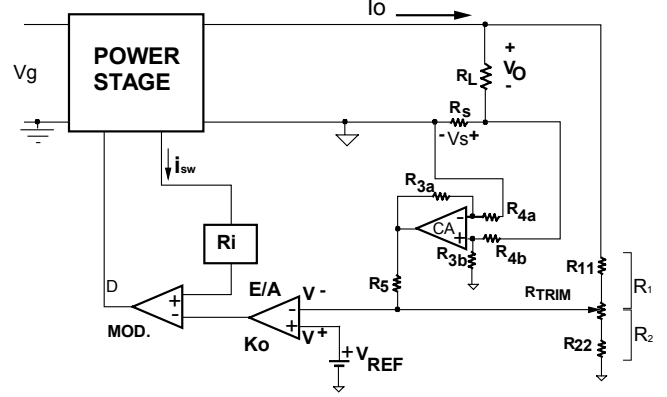 Io
Vg
POWER
STAGE
+
VO
-
RL
Rs
- Vs +
isw
R3a
-
CA
+
R4a
R4b
R3b
Ri
R11
R5
RTRIM
R1
D
E/A
V -
+
-
-
+
MOD.
Ko
V+
+
VREF
R22
R2